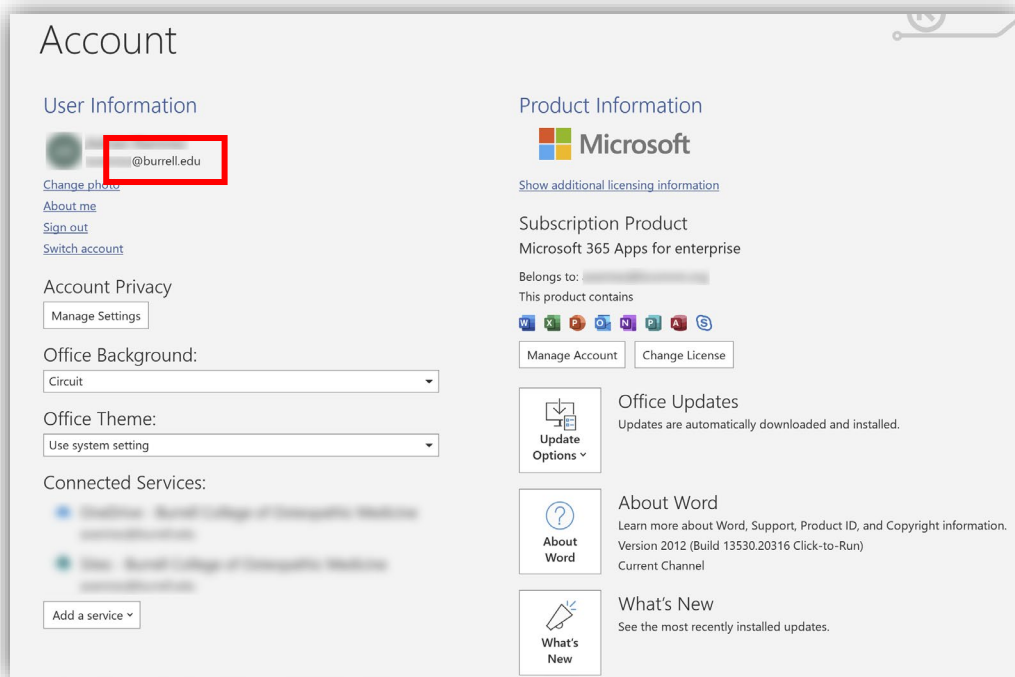 Account
User Information
@burrell.edu
Change photo
About me
Sign out
Switch account
Account Privacy
Manage Settings
Office Background:
Circuit
Office Theme:
Use system setting
Connected Services:
Add a service
Product Information
Microsoft
Show additional licensing information
Subscription Product
Microsoft 365 Apps for enterprise
Belongs to:
This product contains
Manage Account
Change License
Update
Options
Office Updates
Updates are automatically downloaded and installed.
About
Word
About Word
Learn more about Word, Support, Product ID, and Copyright information.
Version 2012 (Build 13530.20316 Click-to-Run)
Current Channel
What's
New
What's New
See the most recently installed updates.